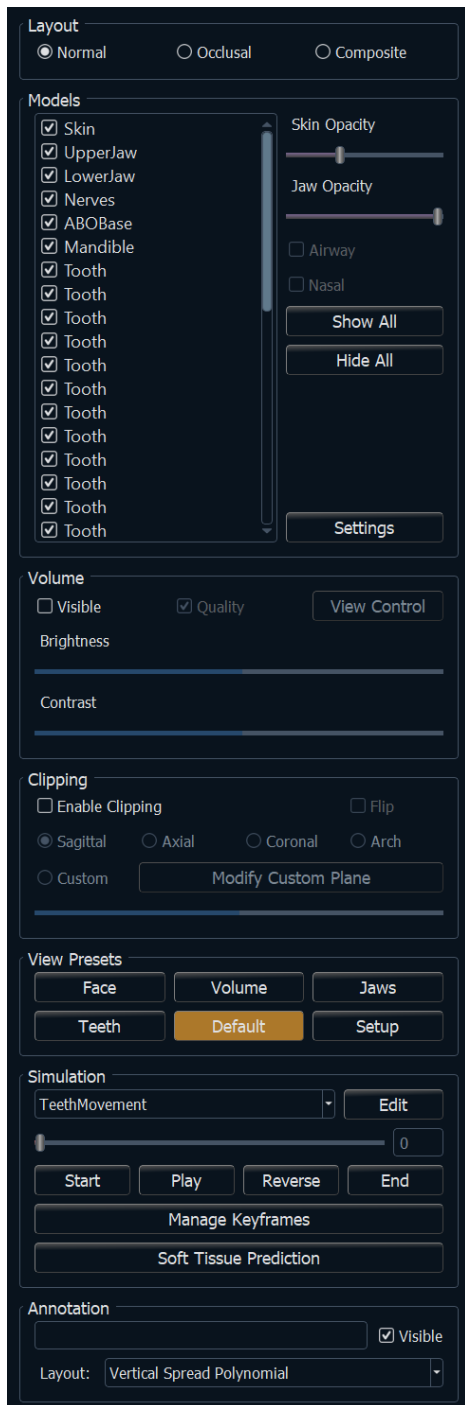 Layout
Normal Occlusal Composite
Models
Skin
UpperJaw
LowerJaw
Nerves
ABOBase
Mandible
Tooth
Tooth
Tooth
Tooth
Tooth
Tooth
Tooth
Tooth
Tooth
Tooth
Tooth
Tooth
Skin Opacity
Jaw Opacity
Airway
Nasal
Show All
Hide All
Settings
Volume
Visible Quality View Control
Brightness
Contrast
Clipping
Enable Clipping Flip
Sagittal Axial Coronal Arch
Custom Modify Custom Plane
View Presets
Face Volume Jaws
Teeth Default Setup
Simulation
TeethMovement Edit
0
Start Play Reverse End
Manage Keyframes
Soft Tissue Prediction
Annotation
Visible
Layout: Vertical Spread Polynomial